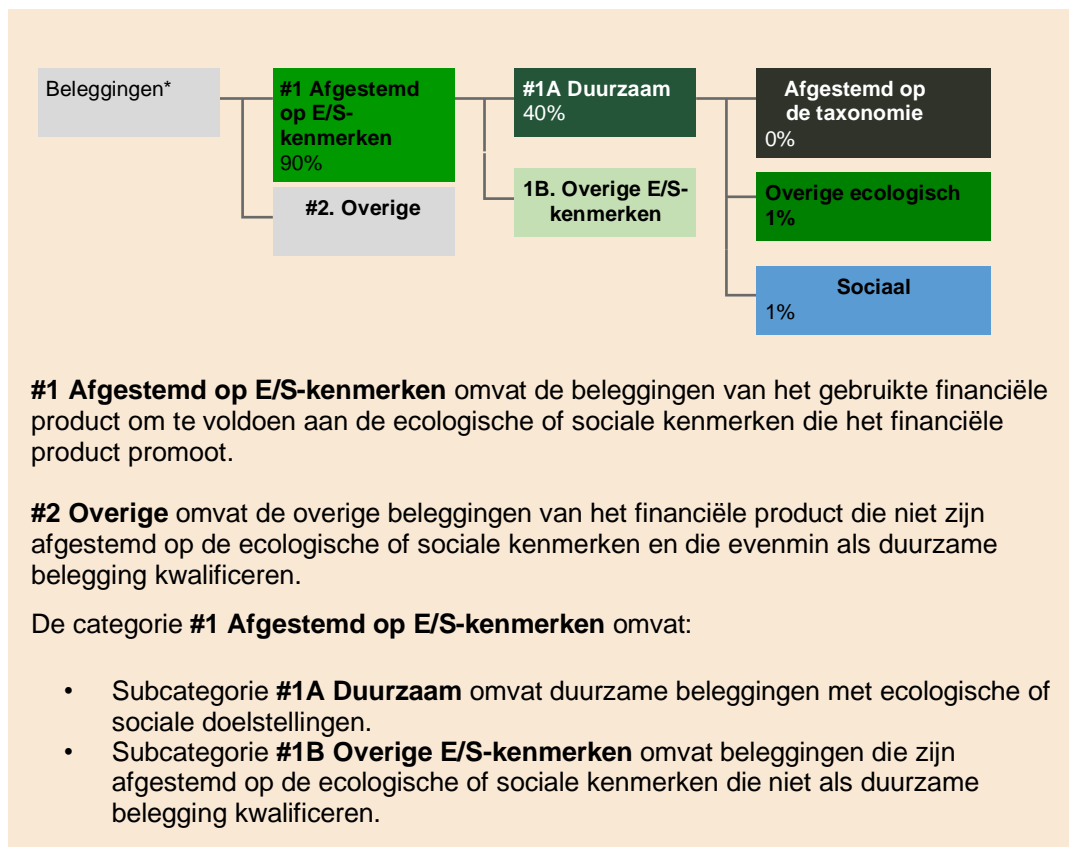 Beleggingen*
#1 Afgestemd
op E/S-
kenmerken
90%
#2. Overige
#1A Duurzaam
40%
1B. Overige E/S-
kenmerken
Afgestemd op
de taxonomie
0%
Overige ecologisch
1%
Sociaal
1%
#1 Afgestemd op E/S-kenmerken omvat de beleggingen van het gebruikte financiële
product om te voldoen aan de ecologische of sociale kenmerken die het financiële
product promoot.
#2 Overige omvat de overige beleggingen van het financiële product die niet zijn
afgestemd op de ecologische of sociale kenmerken en die evenmin als duurzame
belegging kwalificeren.
De categorie #1 Afgestemd op E/S-kenmerken omvat:
• Subcategorie #1A Duurzaam omvat duurzame beleggingen met ecologische of
sociale doelstellingen.
• Subcategorie #1B Overige E/S-kenmerken omvat beleggingen die zijn
afgestemd op de ecologische of sociale kenmerken die niet als duurzame
belegging kwalificeren.